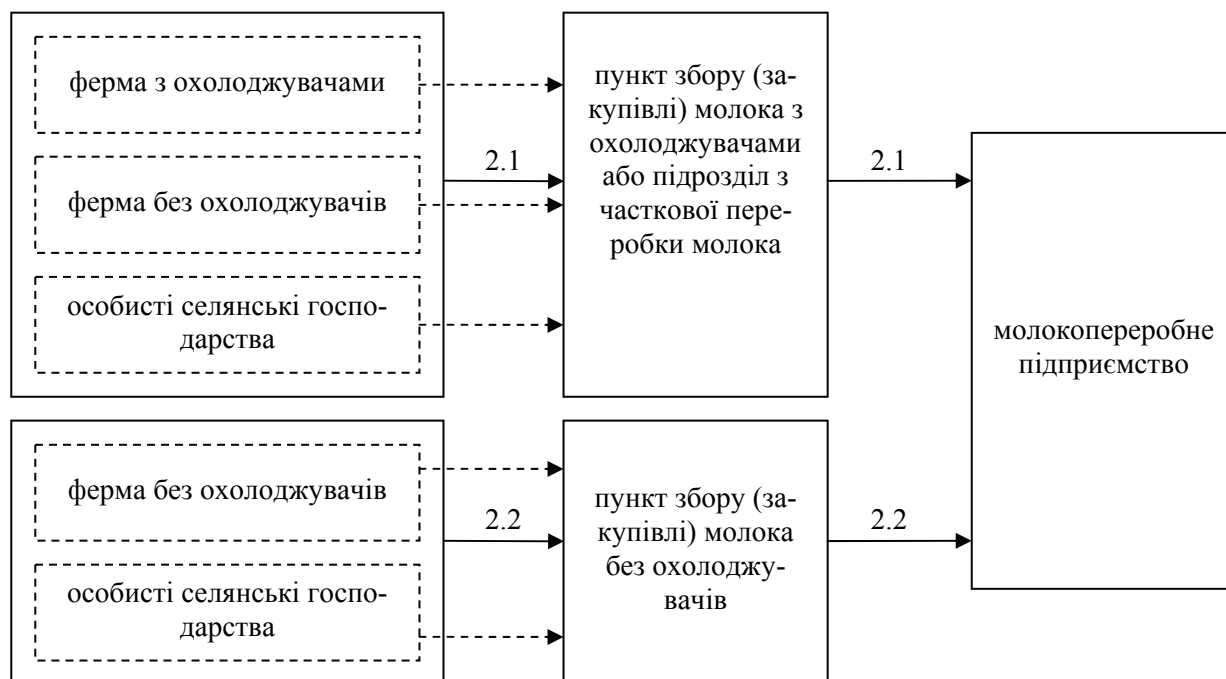 ферма з охолоджувачами
ферма без охолоджувачів
особисті селянські госпо-
дарства
2.1
пункт збору (за-
купівлі) молока з
охолоджувачами
або підрозділ з
часткової пере-
робки молока
2.1
молокопереробне
підприємство
ферма без охолоджувачів
особисті селянські госпо-
дарства
2.2
пункт збору (за-
купівлі) молока
без охолоджу-
вачів
2.2